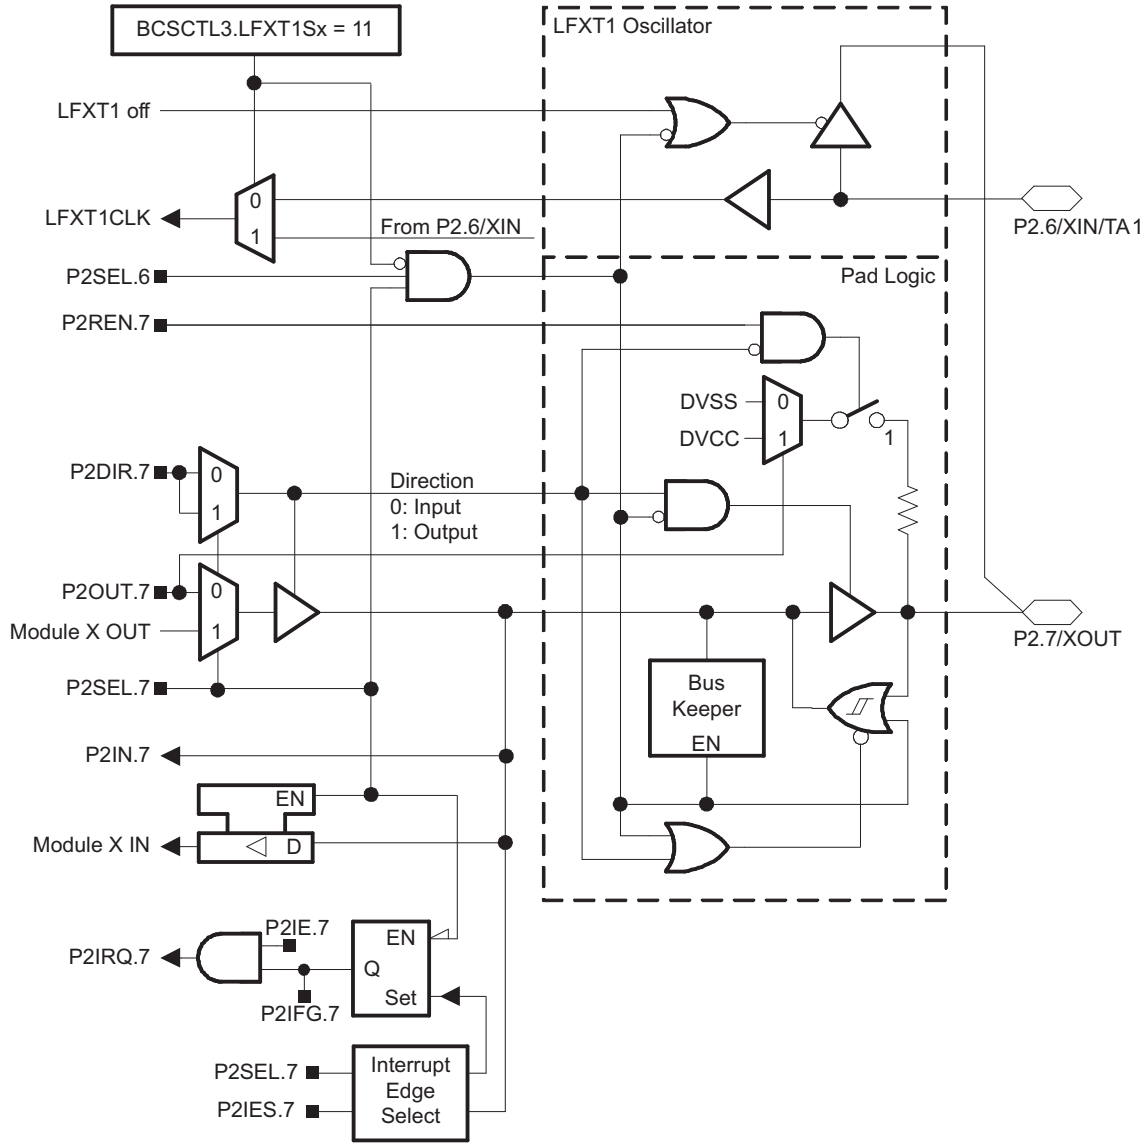 BCSCTL3.LFXT1Sx = 11
LFXT1 Oscillator
LFXT1 off
0
LFXT1CLK
1
From P2.6/XIN
P2.6/XIN/TA1
P2SEL.6
Pad Logic
P2REN.7
DVSS
0
DVCC
1
1
P2DIR.7
0
1
Direction
0: Input
1: Output
P2OUT.7
0
Module X OUT
1
P2.7/XOUT
P2SEL.7
Bus
Keeper
EN
P2IN.7
EN
Module X IN
D
P2IE.7
P2IRQ.7
EN
Q
Set
P2IFG.7
P2SEL.7
P2IES.7
Interrupt
Edge
Select